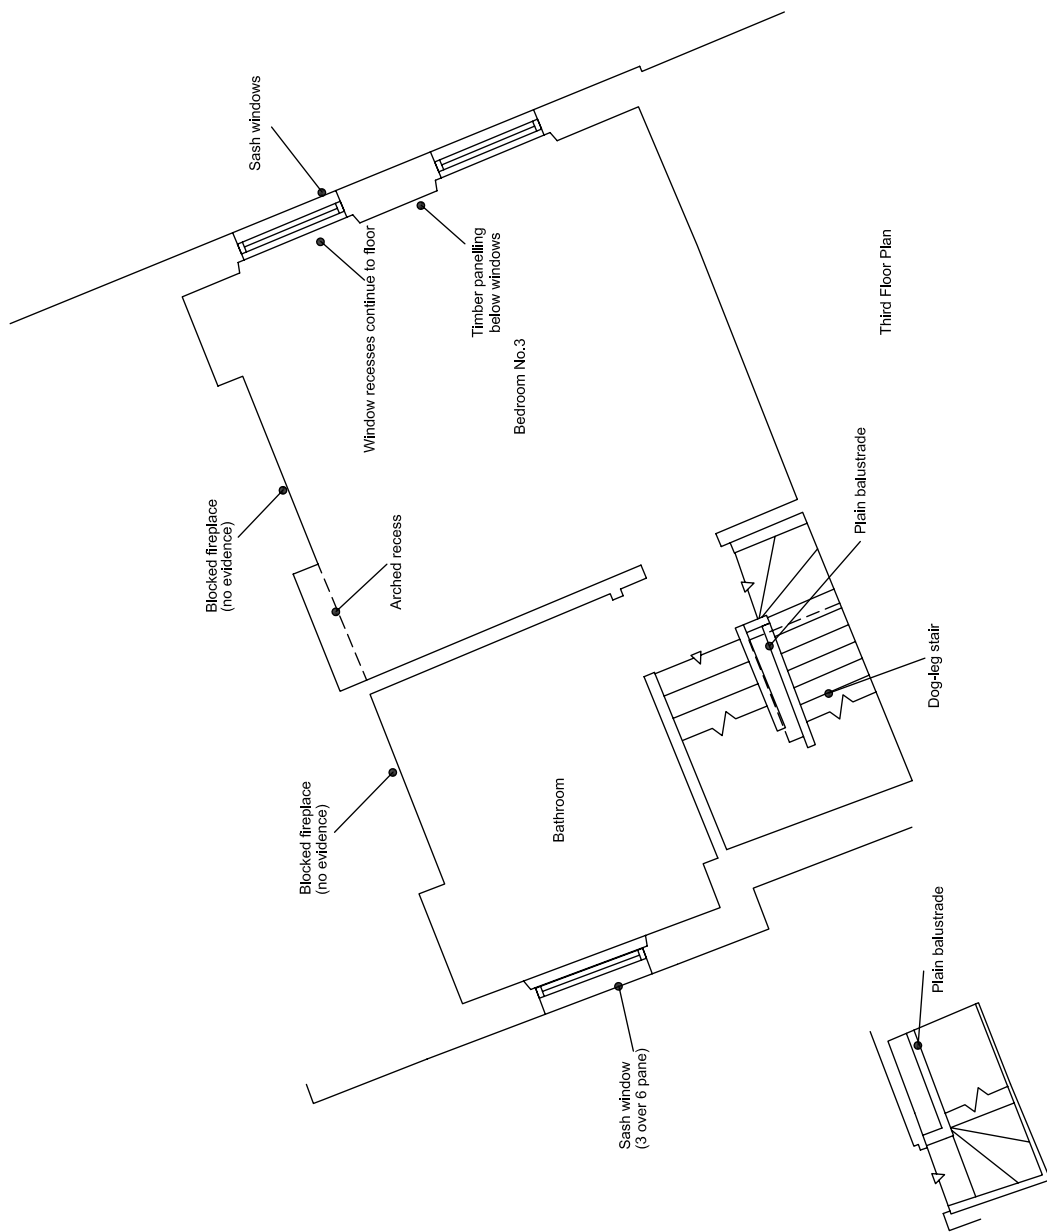 Sash windows
Window recesses continue to floor
Timber panelling
below windows
Bedroom No.3
Third Floor Plan
Blocked fireplace
(no evidence)
Arched recess
Plain balustrade
Dog-leg stair
Blocked fireplace
(no evidence)
Bathroom
Sash window
(3 over 6 pane)
Plain balustrade